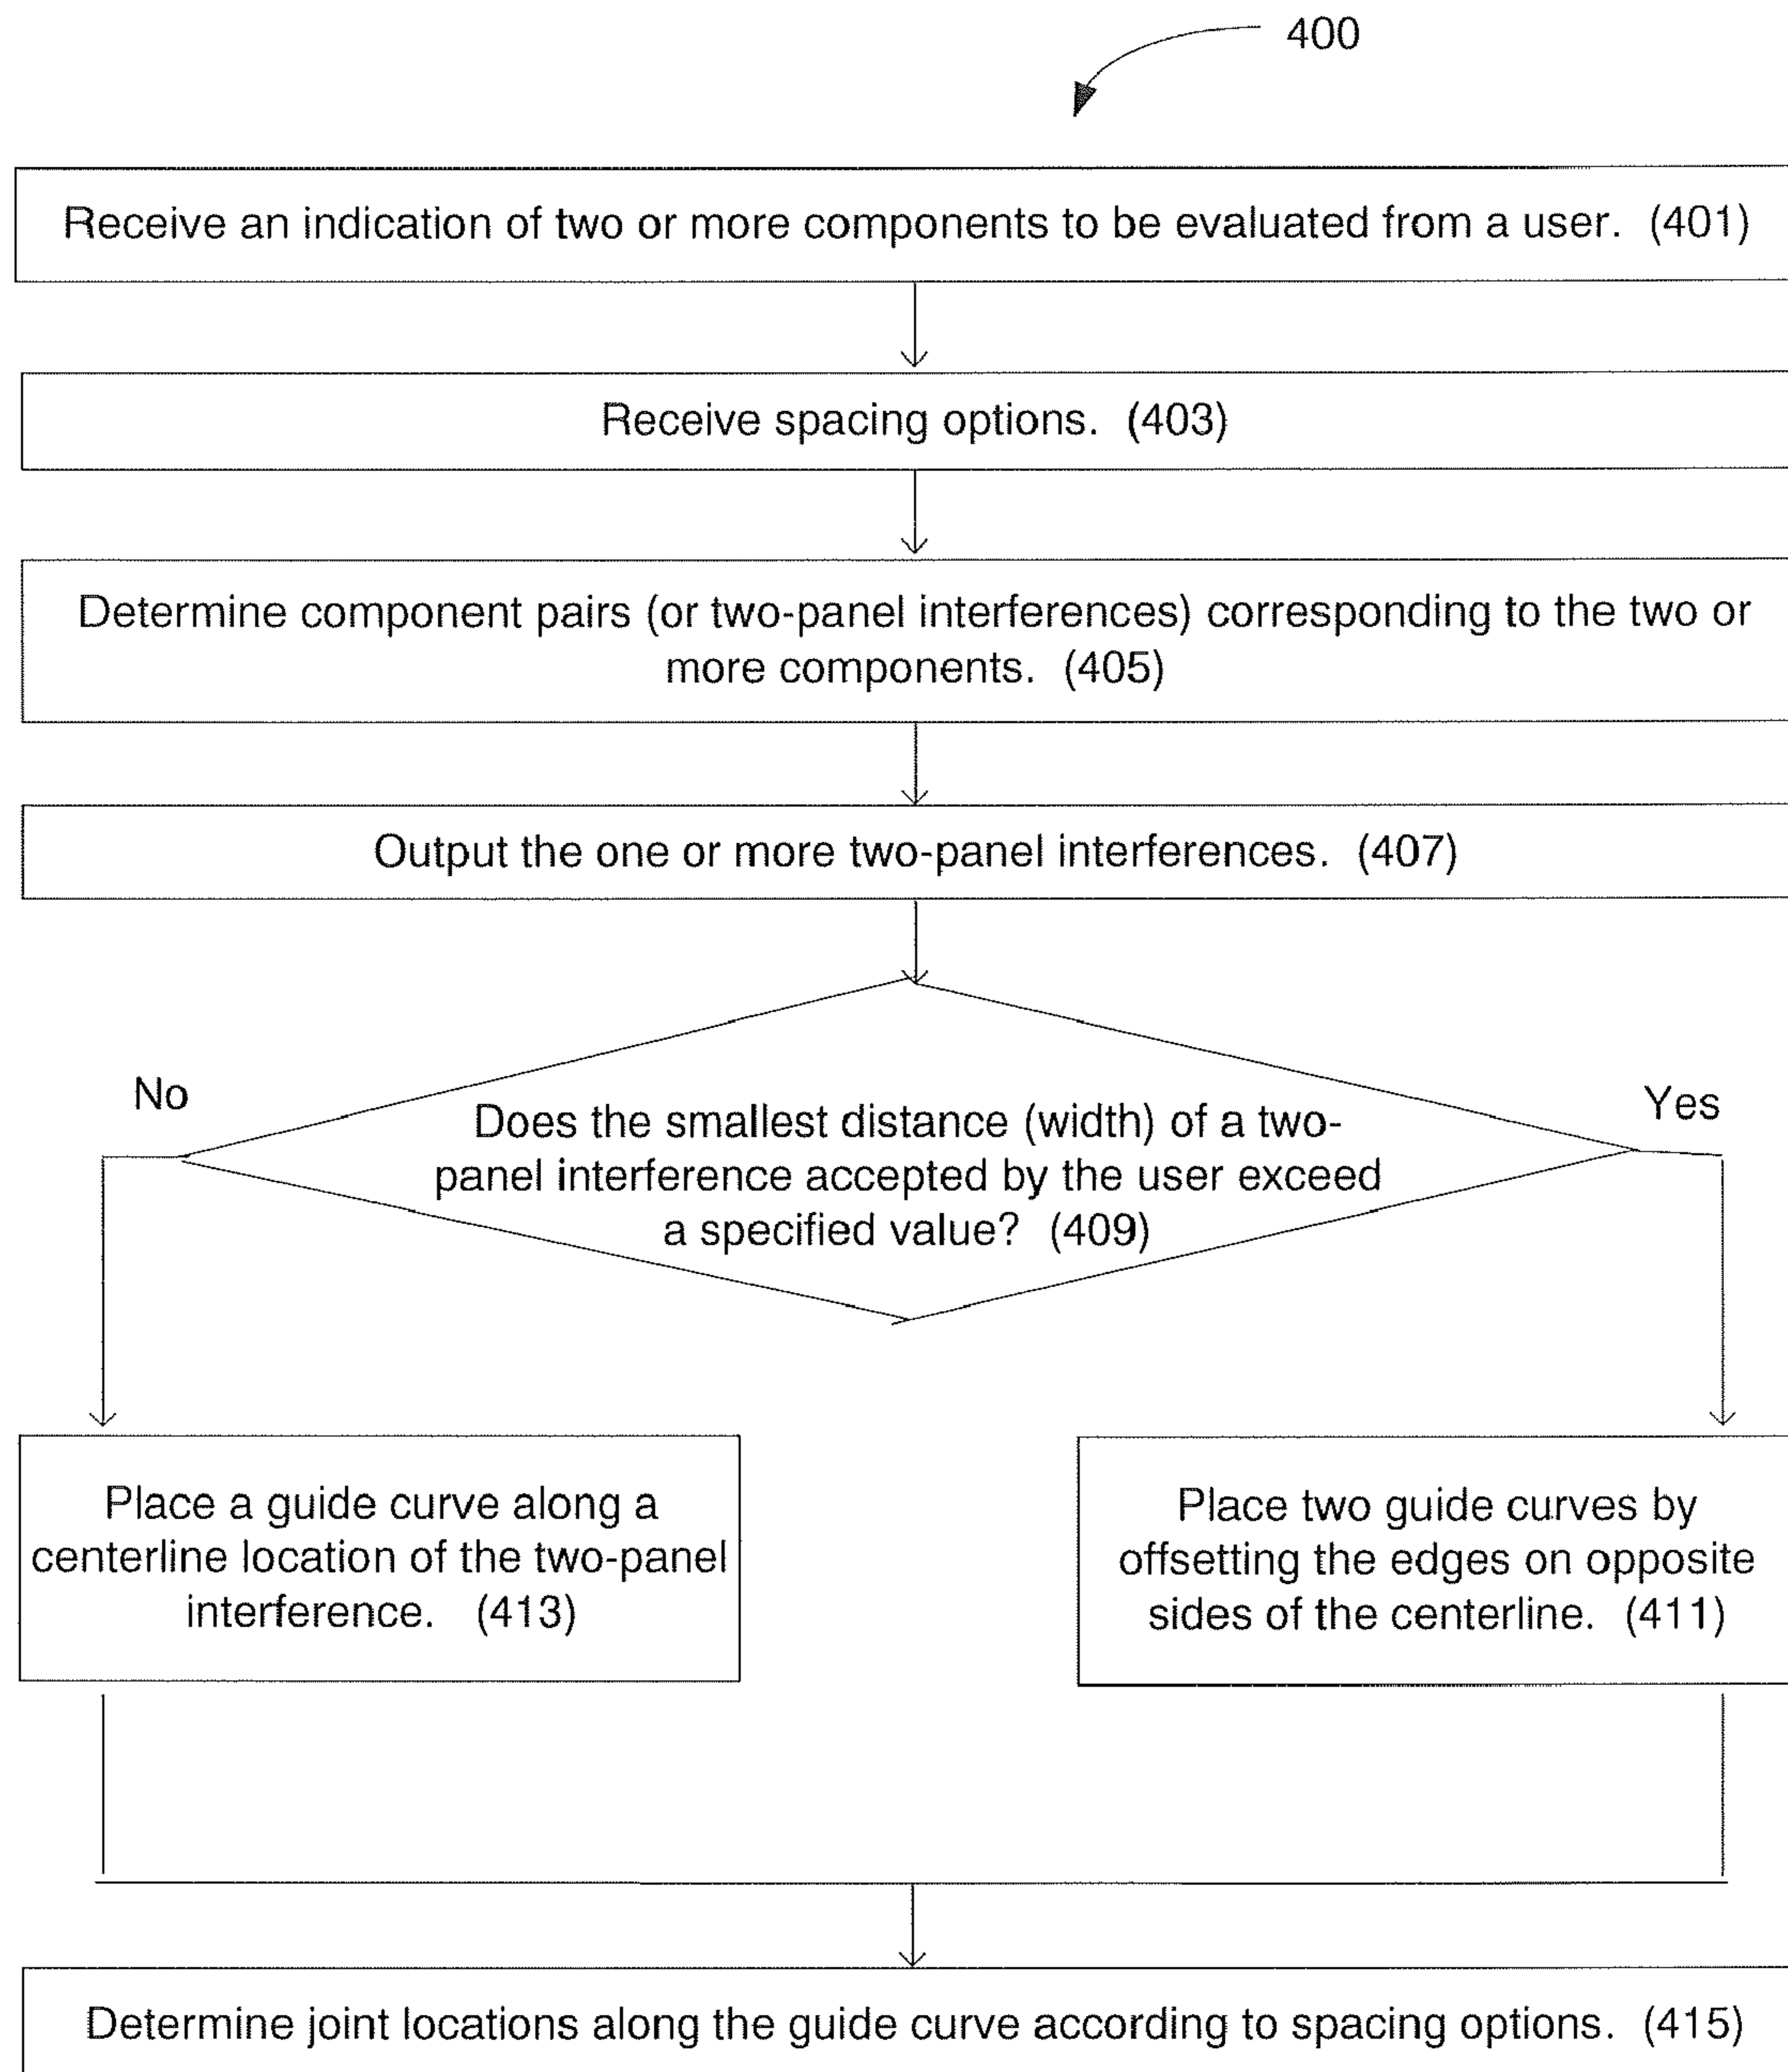 400
Receive an indication of two or more components to be evaluated from a user. (401)
Receive spacing options. (403)
Determine component pairs (or two-panel interferences) corresponding to the two or
more components. (405)
Output the one or more two-panel interferences. (407)
No
Yes
Does the smallest distance (width) of a two-
panel interference accepted by the user exceed
a specified value? (409)
Place a guide curve along a
centerline location of the two-panel
interference. (413)
Place two guide curves by
offsetting the edges on opposite
sides of the centerline. (411)
Determine joint locations along the guide curve according to spacing options. (415)